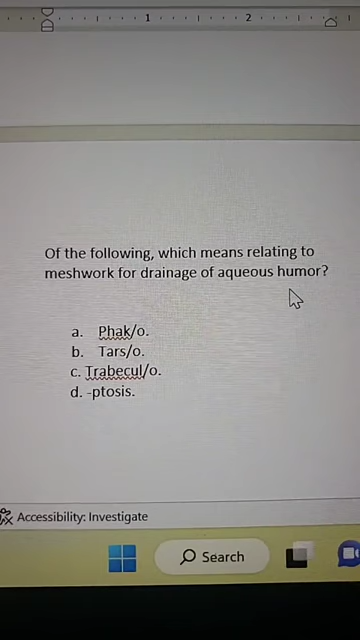 1 2
Of the following, which means relating to
meshwork for drainage of aqueous humor?
a. Phak/o.
b. Tars/o.
c. Trabecul/o.
d. -ptosis.
Accessibility: Investigate
Search